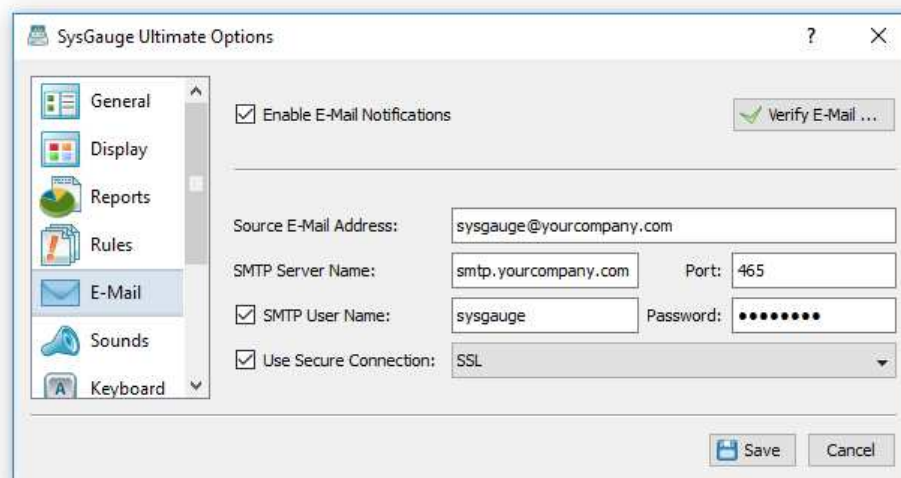 SysGauge Ultimate Options
?
General
Display
Reports
Rules
E-Mail
Sounds
Keyboard
Enable E-Mail Notifications
Verify E-Mail ...
Source E-Mail Address: sysgauge@yourcompany.com
SMTP Server Name: smtp.yourcompany.com Port: 465
SMTP User Name: sysgauge Password: ●●●●●●●●
Use Secure Connection: SSL
Save Cancel